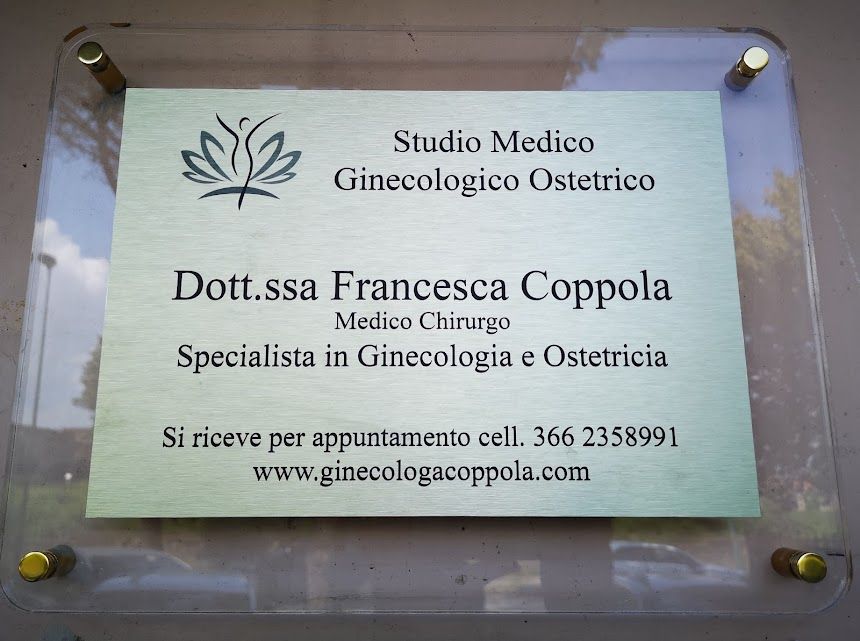 Studio Medico
Ginecologico Ostetrico
Dott.ssa Francesca Coppola
Medico Chirurgo
Specialista in Ginecologia e Ostetricia
Si riceve per appuntamento cell. 366 2358991
www.ginecologacoppola.com